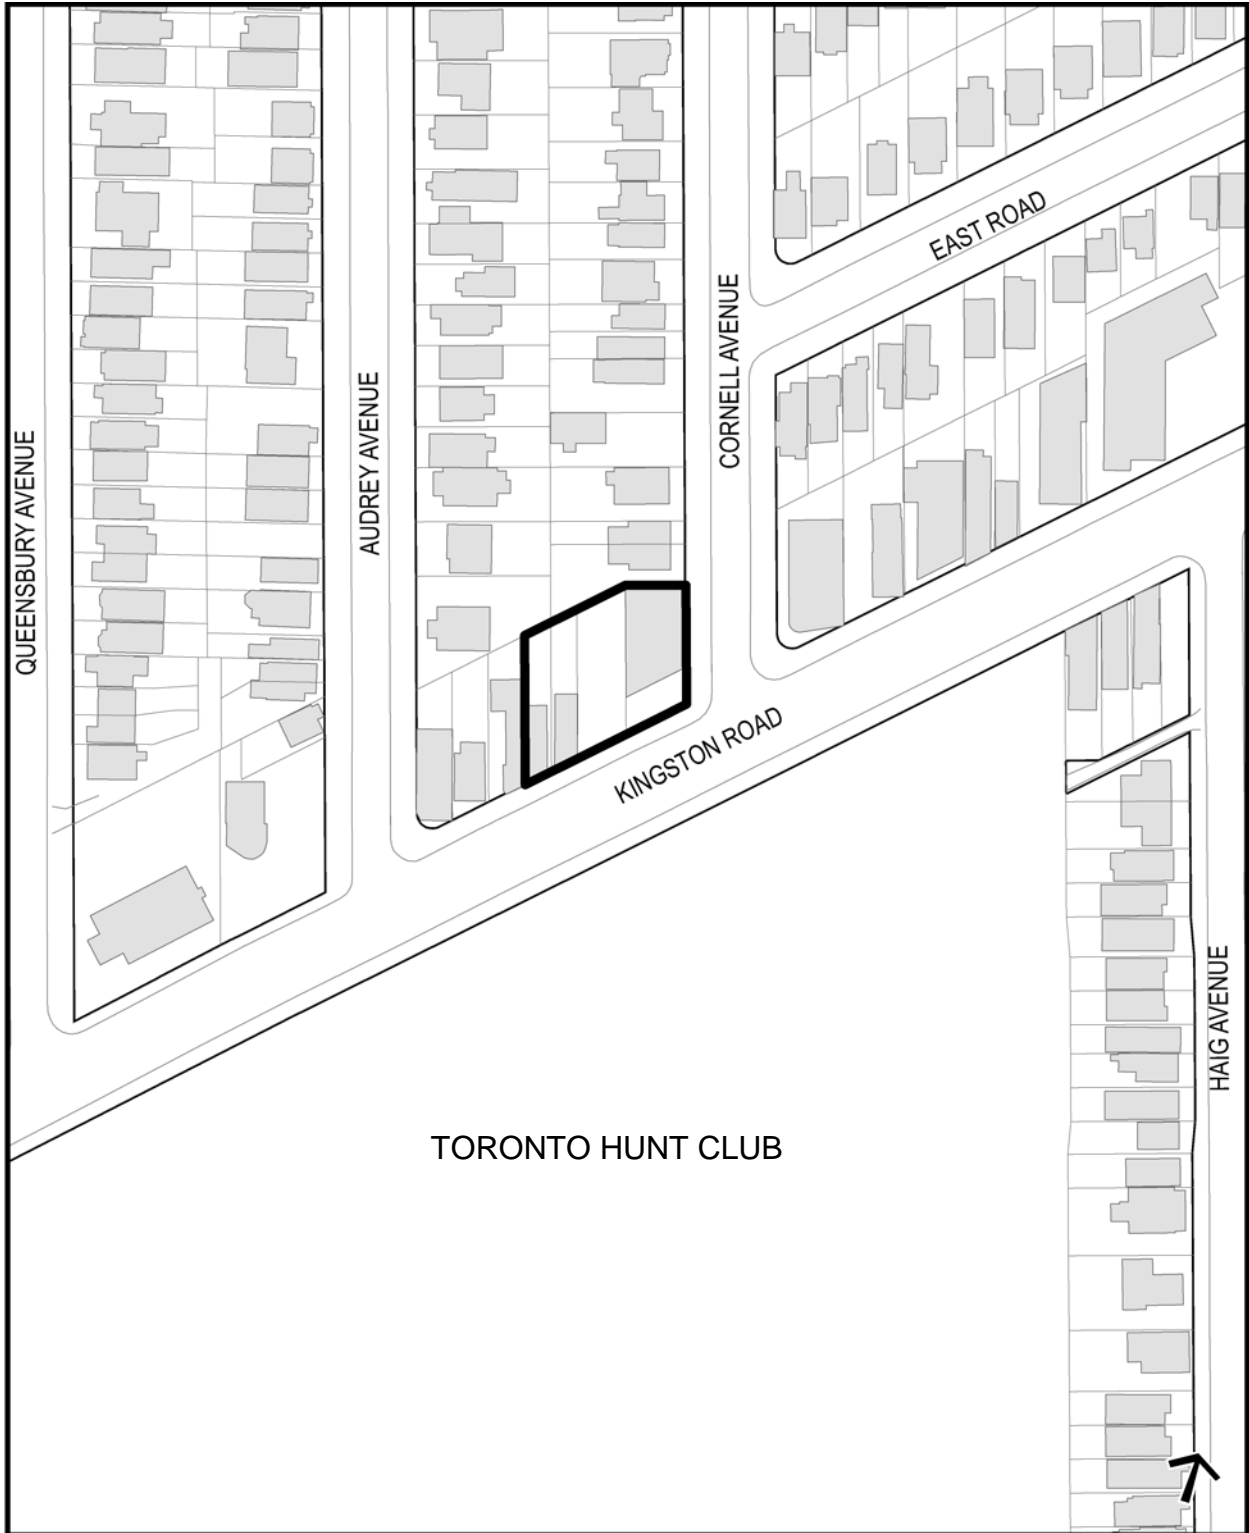 EAST ROAD
CORNELL AVENUE
AUDREY AVENUE
QUEENSBURY AVENUE
KINGSTON ROAD
HAIG AVENUE
TORONTO HUNT CLUB